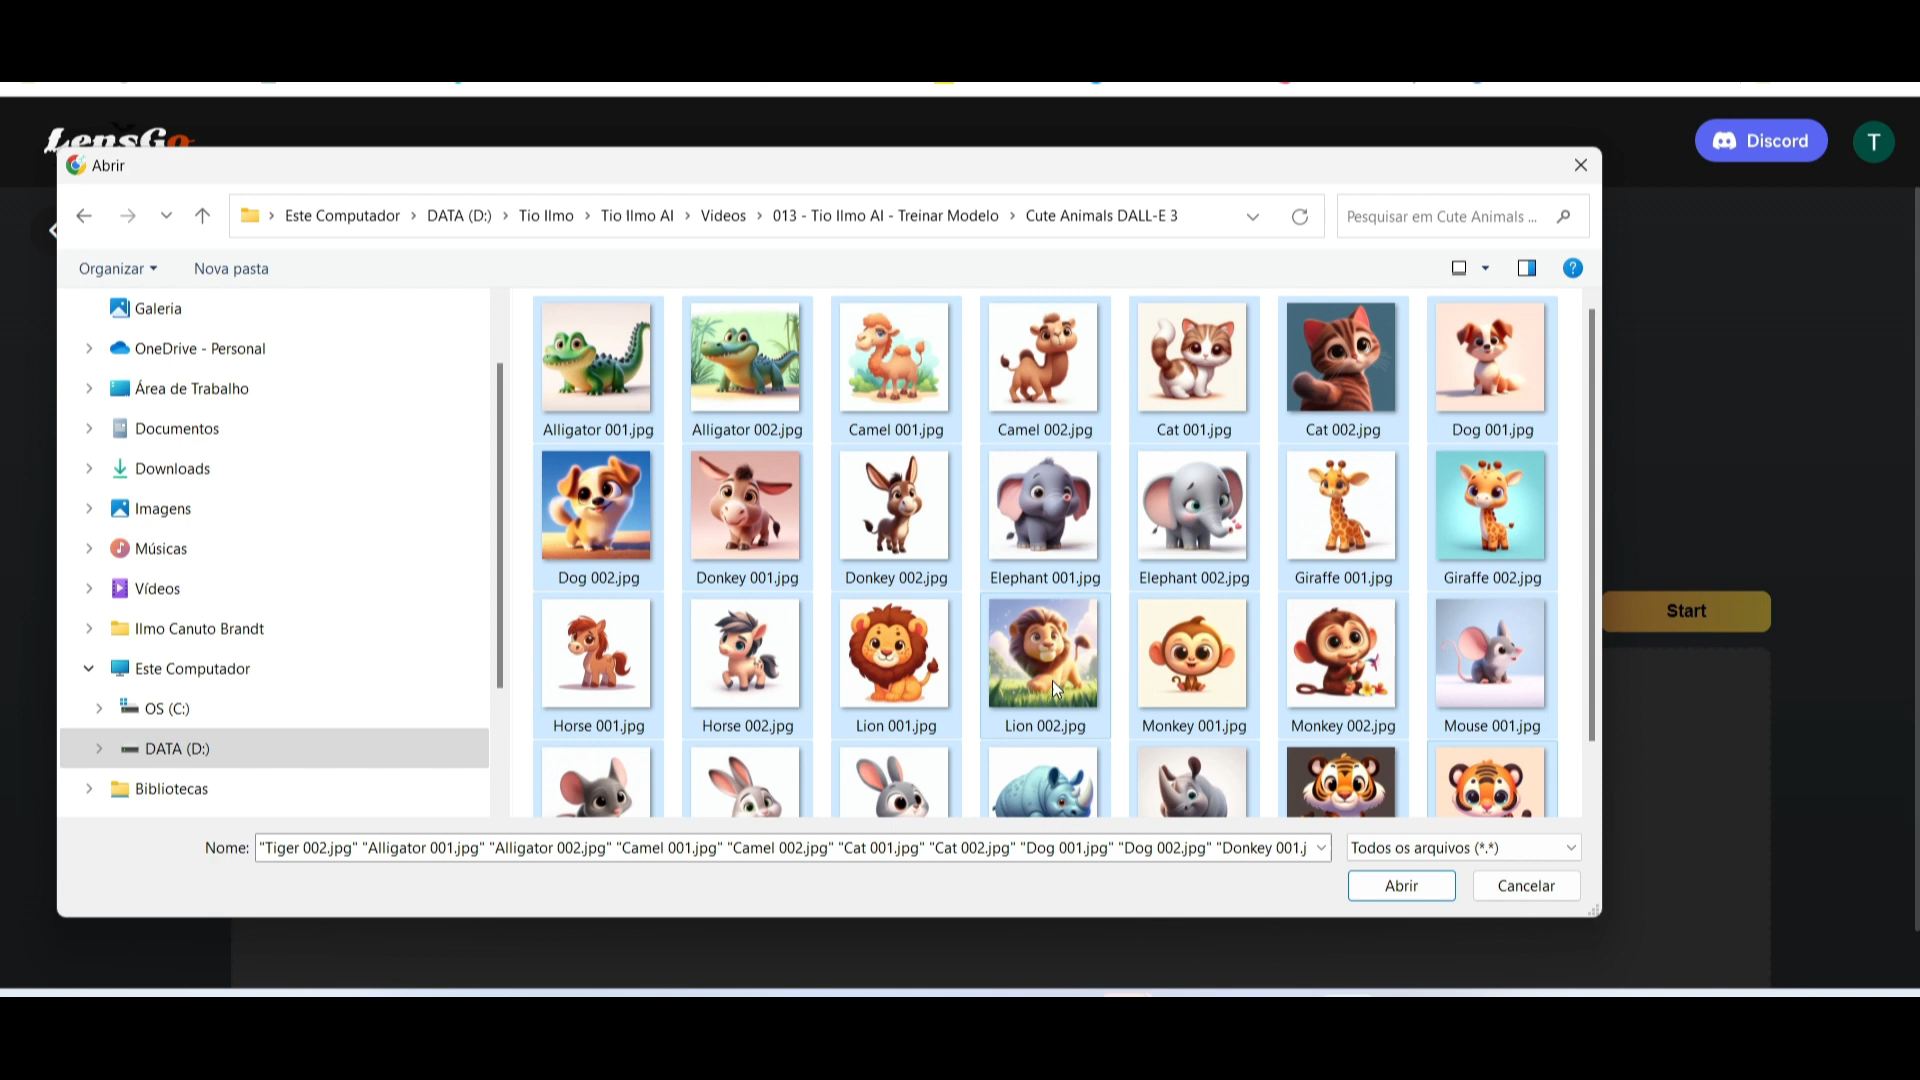 LensGo
Discord
T
Abrir
Este Computador > DATA (D:) > Tio Ilmo > Tio Ilmo AI > Videos > 013 - Tio Ilmo AI - Treinar Modelo > Cute Animals DALL-E 3
Pesquisar em Cute Animals ...
Organizar
Nova pasta
?
Galeria
OneDrive - Personal
Área de Trabalho
Documentos
Downloads
Imagens
Músicas
Vídeos
Ilmo Canuto Brandt
Este Computador
OS (C:)
DATA (D:)
Bibliotecas
Alligator 001.jpg
Alligator 002.jpg
Camel 001.jpg
Camel 002.jpg
Cat 001.jpg
Cat 002.jpg
Dog 001.jpg
Dog 002.jpg
Donkey 001.jpg
Donkey 002.jpg
Elephant 001.jpg
Elephant 002.jpg
Giraffe 001.jpg
Giraffe 002.jpg
Horse 001.jpg
Horse 002.jpg
Lion 001.jpg
Lion 002.jpg
Monkey 001.jpg
Monkey 002.jpg
Mouse 001.jpg
Start
Nome: "Tiger 002.jpg" "Alligator 001.jpg" "Alligator 002.jpg" "Camel 001.jpg" "Camel 002.jpg" "Cat 001.jpg" "Cat 002.jpg" "Dog 001.jpg" "Dog 002.jpg" "Donkey 001.j
Todos os arquivos (*.*)
Abrir
Cancelar